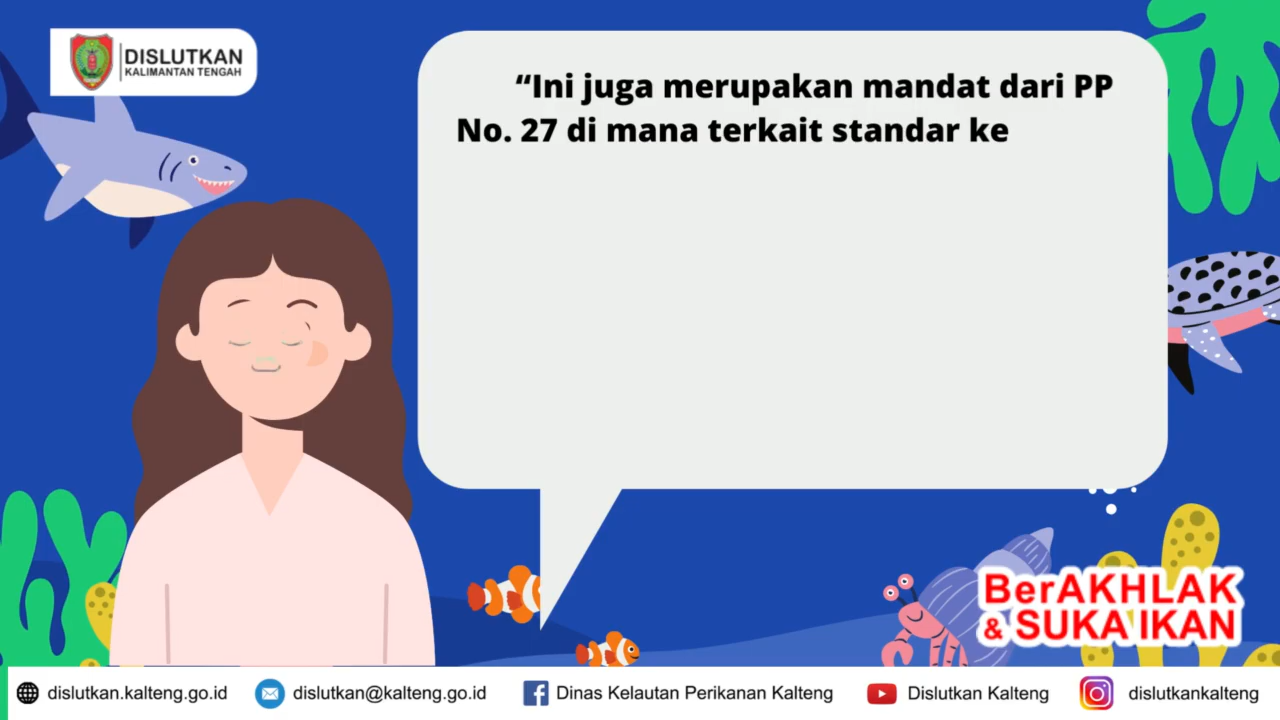 DISLUTKAN
KALIMANTAN TENGAH
“Ini juga merupakan mandat dari PP
No. 27 di mana terkait standar ke
BerAKHLAK
& SUKA IKAN
dislutkan.kalteng.go.id
dislutkan@kalteng.go.id
Dinas Kelautan Perikanan Kalteng
Dislutkan Kalteng
dislutkankalteng